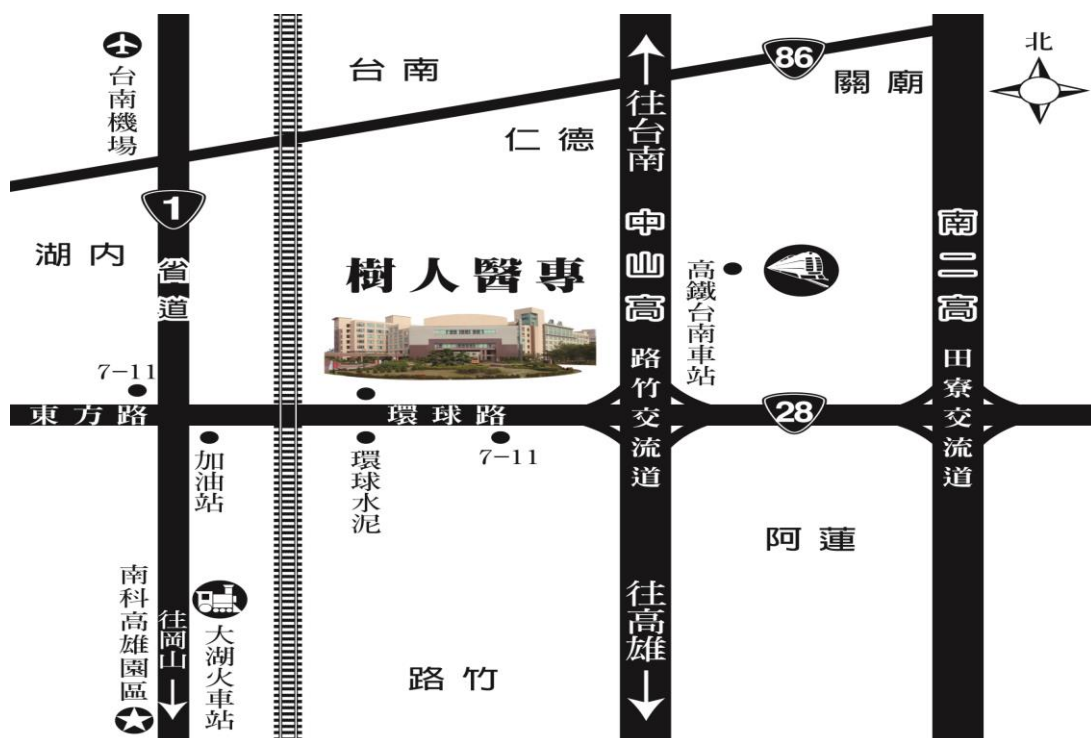 北
86
台南
關廟
台南機場
往台南
仁德
1
省道
湖内
中山高
南二高
樹人醫專
高鐵台南車站
7-11
東方路
環球路
路竹交流道
28
田寮交流道
加油站
環球水泥
7-11
阿蓮
南科高雄園區
往岡山
大湖火車站
往高雄
路竹